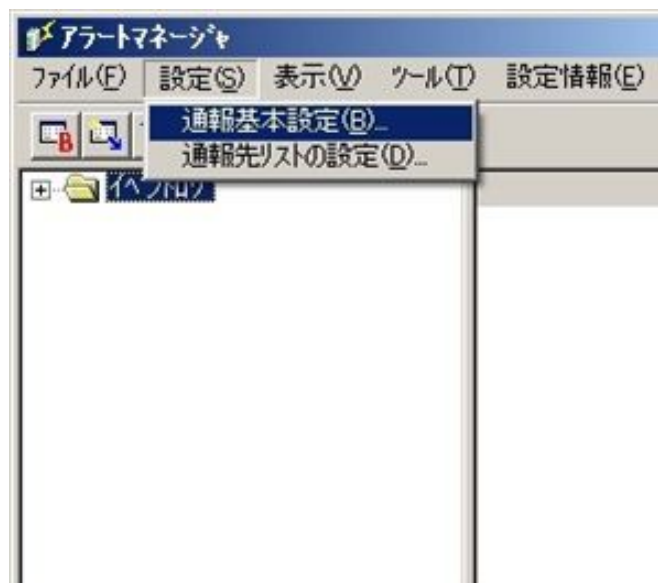 アラートマネージャ
ファイル(F) 設定(S) 表示(V) ツール(T) 設定情報(E)
通報基本設定(B)...
通報先リストの設定(D)...
イベントログ